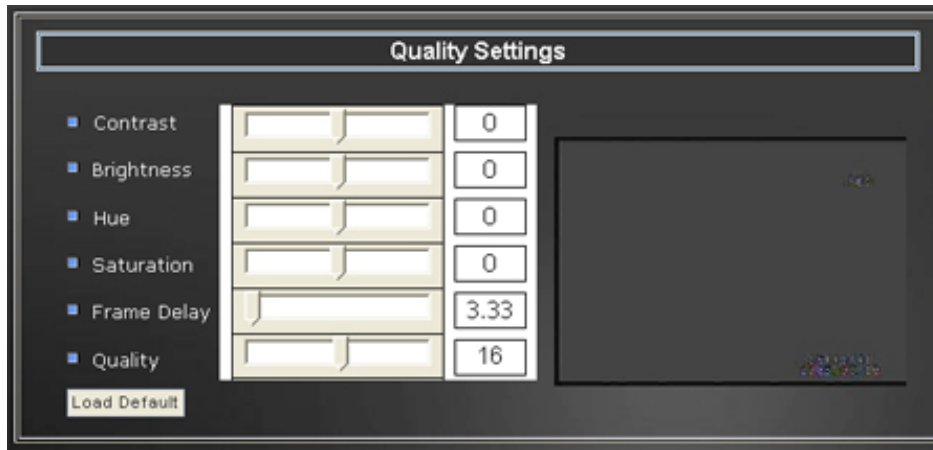 Quality Settings
Contrast 0
Brightness 0
Hue 0
Saturation 0
Frame Delay 3.33
Quality 16
Load Default